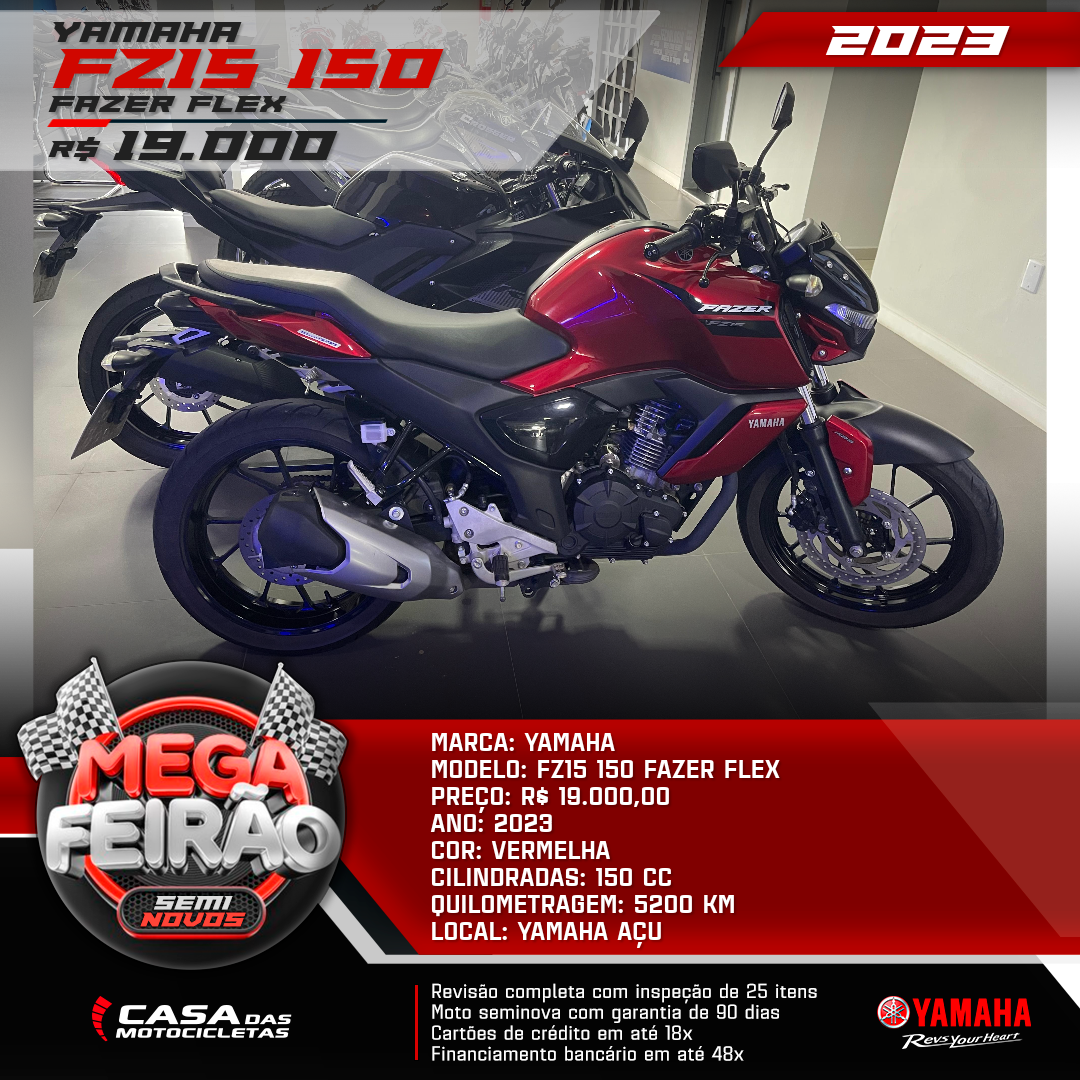 YAMAHA
FZ15 150
FAZER FLEX
R$ 19.000
2023
FAZER
FZ15
YAMAHA
MEGA
FEIRÃO
SEMI
NOVOS
MARCA: YAMAHA
MODELO: FZ15 150 FAZER FLEX
PREÇO: R$ 19.000,00
ANO: 2023
COR: VERMELHA
CILINDRADAS: 150 CC
QUILOMETRAGEM: 5200 KM
LOCAL: YAMAHA AÇU
CASA DAS
MOTOCICLETAS
Revisão completa com inspeção de 25 itens
Moto seminova com garantia de 90 dias
Cartões de crédito em até 18x
Financiamento bancário em até 48x
YAMAHA
Revs Your Heart